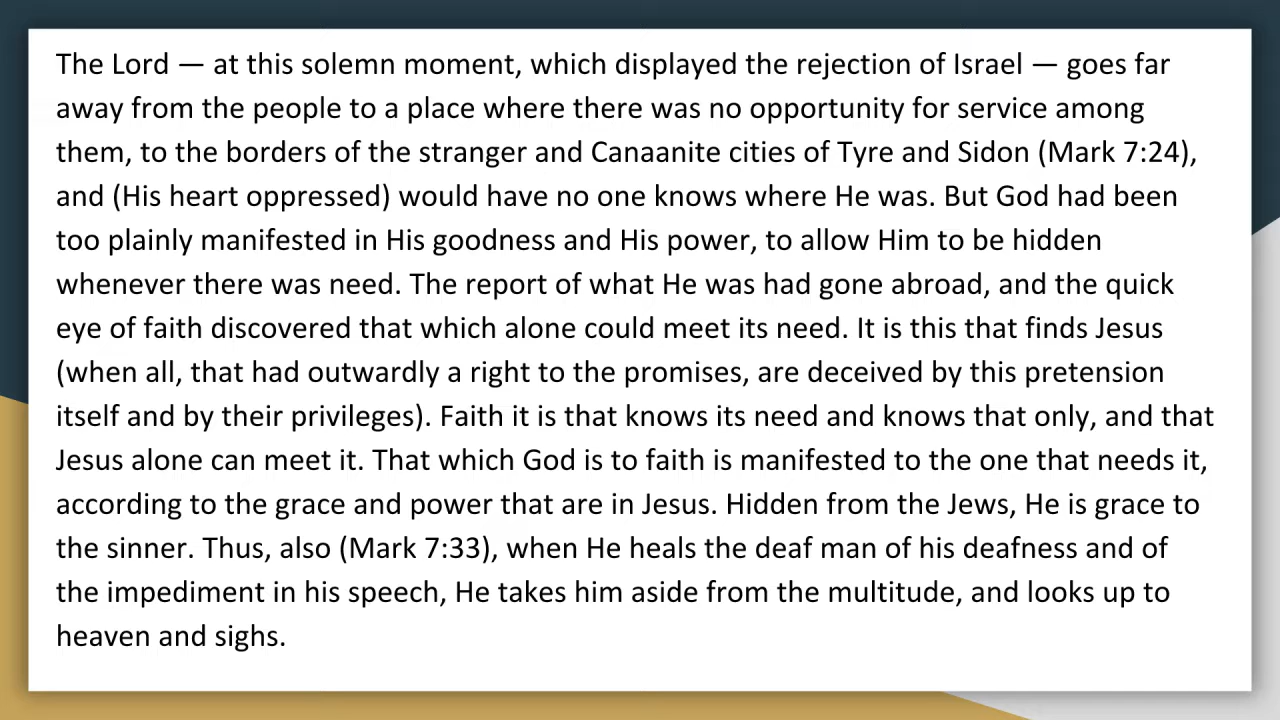 The Lord — at this solemn moment, which displayed the rejection of Israel — goes far
away from the people to a place where there was no opportunity for service among
them, to the borders of the stranger and Canaanite cities of Tyre and Sidon (Mark 7:24),
and (His heart oppressed) would have no one knows where He was. But God had been
too plainly manifested in His goodness and His power, to allow Him to be hidden
whenever there was need. The report of what He was had gone abroad, and the quick
eye of faith discovered that which alone could meet its need. It is this that finds Jesus
(when all, that had outwardly a right to the promises, are deceived by this pretension
itself and by their privileges). Faith it is that knows its need and knows that only, and that
Jesus alone can meet it. That which God is to faith is manifested to the one that needs it,
according to the grace and power that are in Jesus. Hidden from the Jews, He is grace to
the sinner. Thus, also (Mark 7:33), when He heals the deaf man of his deafness and of
the impediment in his speech, He takes him aside from the multitude, and looks up to
heaven and sighs.